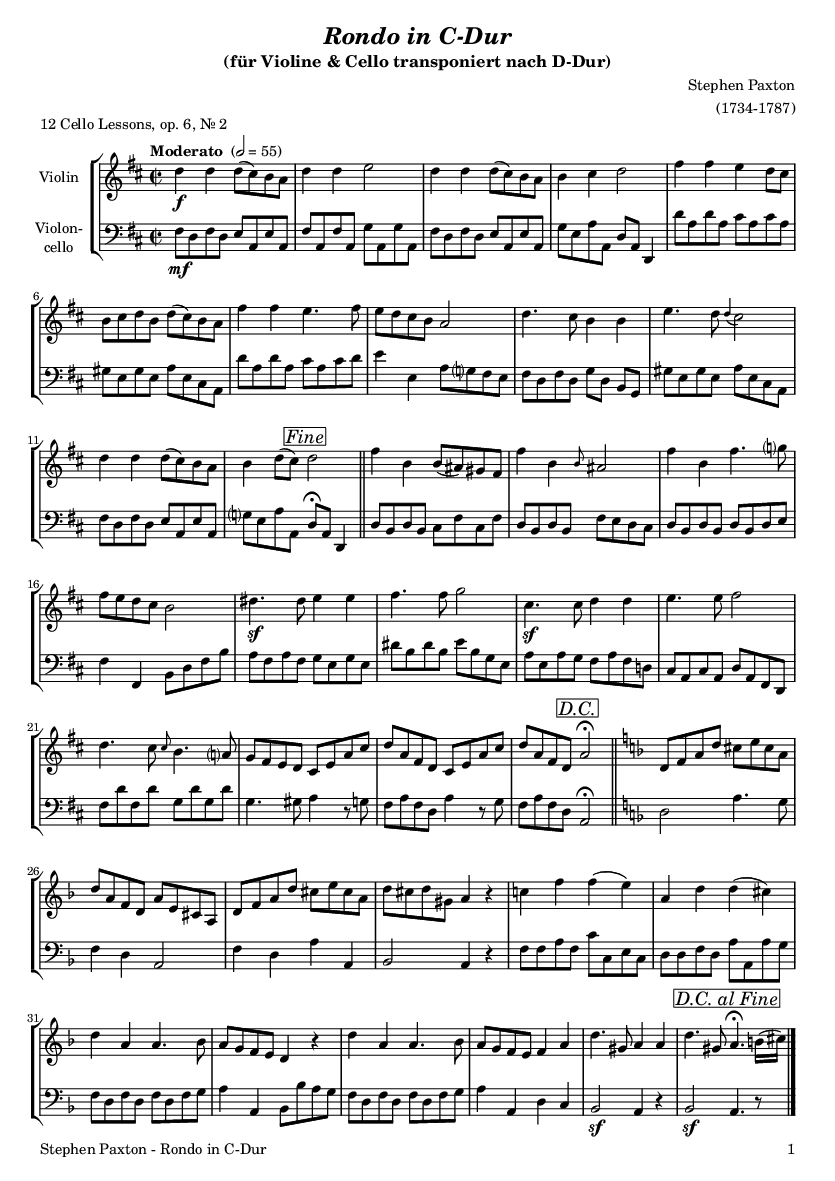 Rondo in C-Dur
(für Violine & Cello transponiert nach D-Dur)
Stephen Paxton
(1734-1787)
12 Cello Lessons, op. 6, № 2
Moderato (𝅗𝅥 = 55)
Violin
f
Violon-
cello
mf
6
Fine
11
16
sf
sf
D.C.
21
26
D.C. al Fine
31
sf
sf
Stephen Paxton - Rondo in C-Dur
1